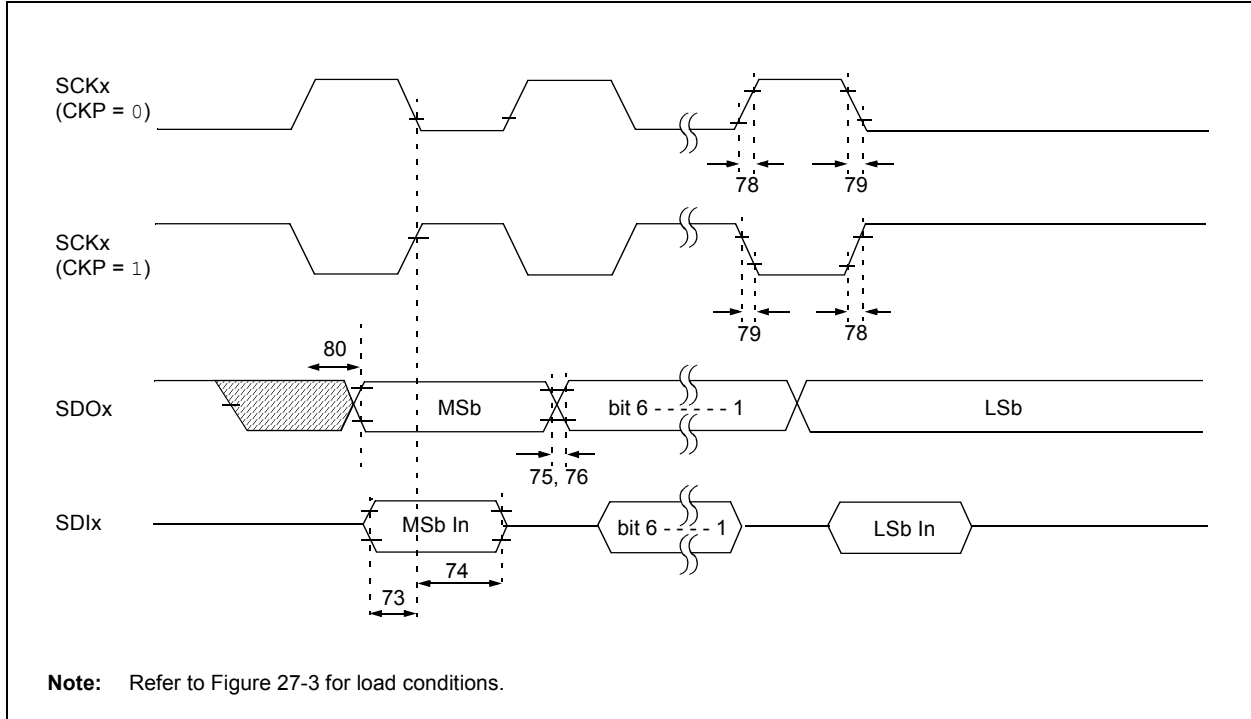 SCKx
(CKP = 0)
78
79
SCKx
(CKP = 1)
79
78
80
SDOx
MSb
bit 6 - - - - - - 1
LSb
75, 76
SDIx
MSb In
bit 6 - - - - 1
LSb In
74
73
Note: Refer to Figure 27-3 for load conditions.